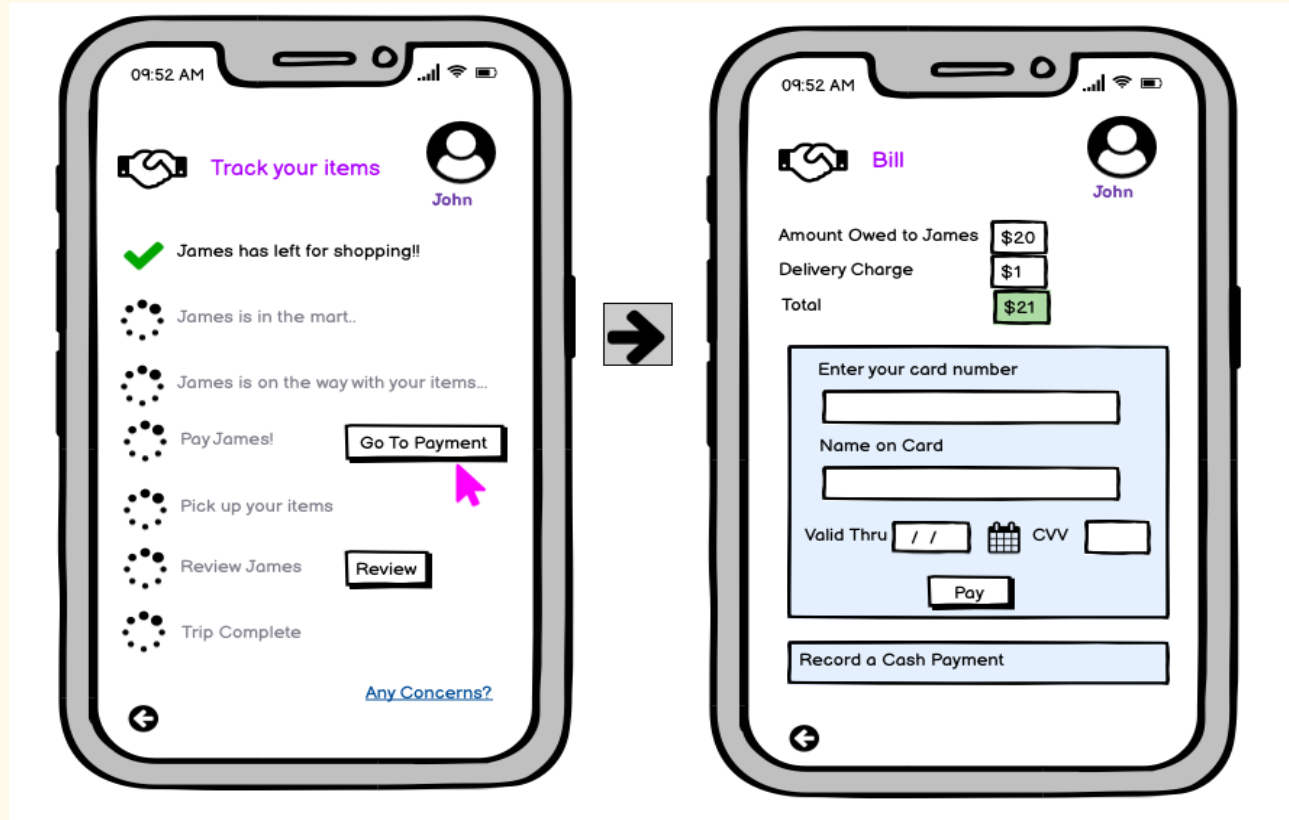 09:52 AM
Track your items
John
James has left for shopping!!
James is in the mart..
James is on the way with your items...
Pay James!
Go To Payment
Pick up your items
Review James
Review
Trip Complete
Any Concerns?
09:52 AM
Bill
John
Amount Owed to James $20
Delivery Charge $1
Total $21
Enter your card number
Name on Card
Valid Thru / / CVV
Pay
Record a Cash Payment